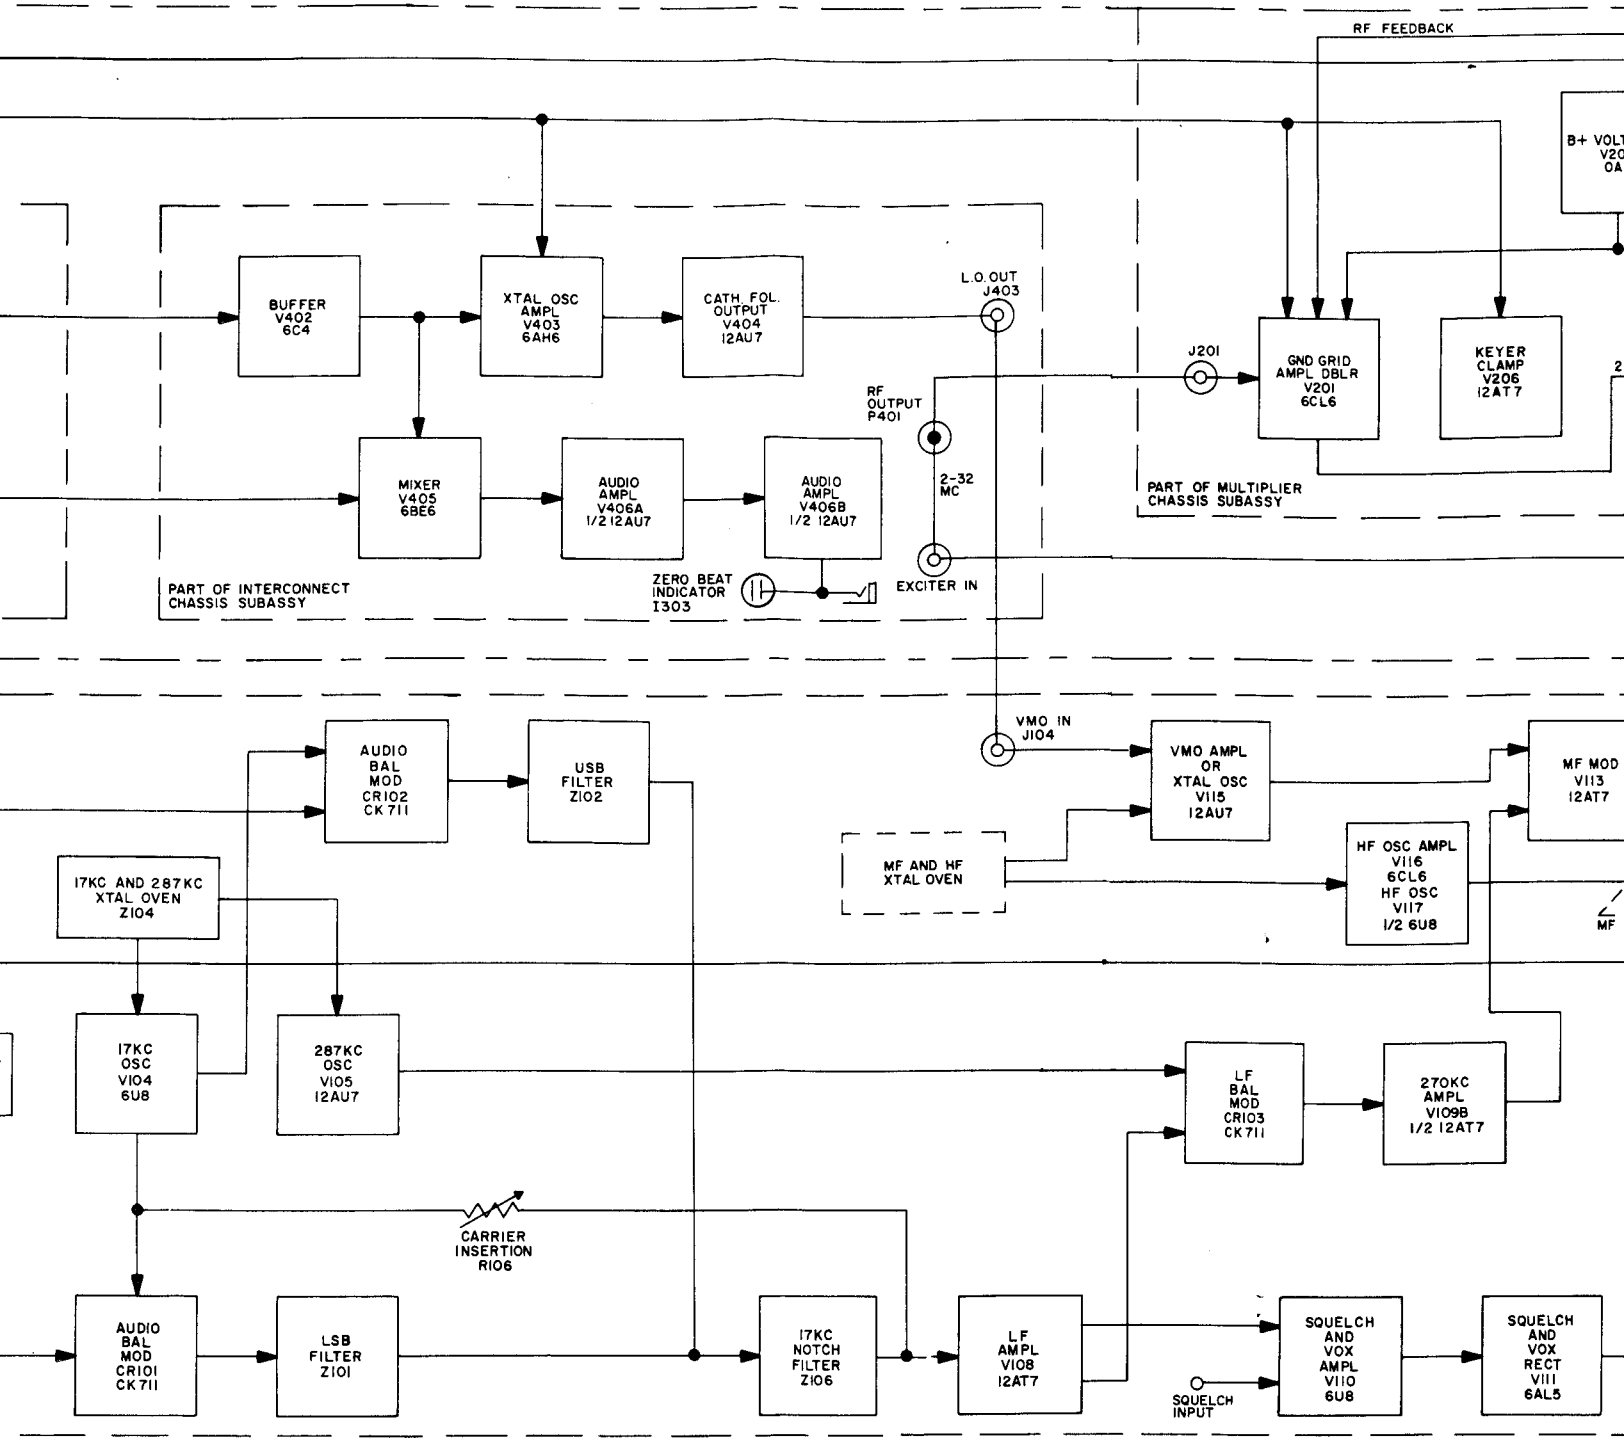 RF FEEDBACK
B+ VOLT
V20
OA
BUFFER
V402
6C4
XTAL OSC
AMPL
V403
6AH6
CATH. FOL.
OUTPUT
V404
12AU7
L.O. OUT
J403
J201
GND GRID
AMPL DBLR
V201
6CL6
KEYER
CLAMP
V206
12AT7
2
RF
OUTPUT
P401
MIXER
V405
6BE6
AUDIO
AMPL
V406A
1/2 12AU7
AUDIO
AMPL
V406B
1/2 12AU7
2-32
MC
PART OF MULTIPLIER
CHASSIS SUBASSY
PART OF INTERCONNECT
CHASSIS SUBASSY
ZERO BEAT
INDICATOR
I303
EXCITER IN
VMO IN
J104
AUDIO
BAL
MOD
CR102
CK711
USB
FILTER
Z102
VMO AMPL
OR
XTAL OSC
V115
12AU7
MF MOD
V113
12AT7
17KC AND 287KC
XTAL OVEN
Z104
MF AND HF
XTAL OVEN
HF OSC AMPL
V116
6CL6
HF OSC
V117
1/2 6U8
MF
17KC
OSC
V104
6U8
287KC
OSC
V105
12AU7
LF
BAL
MOD
CR103
CK711
270KC
AMPL
V109B
1/2 12AT7
CARRIER
INSERTION
R106
AUDIO
BAL
MOD
CR101
CK711
LSB
FILTER
Z101
17KC
NOTCH
FILTER
Z106
LF
AMPL
V108
12AT7
SQUELCH
INPUT
SQUELCH
AND
VOX
AMPL
V110
6U8
SQUELCH
AND
VOX
RECT
V111
6AL5